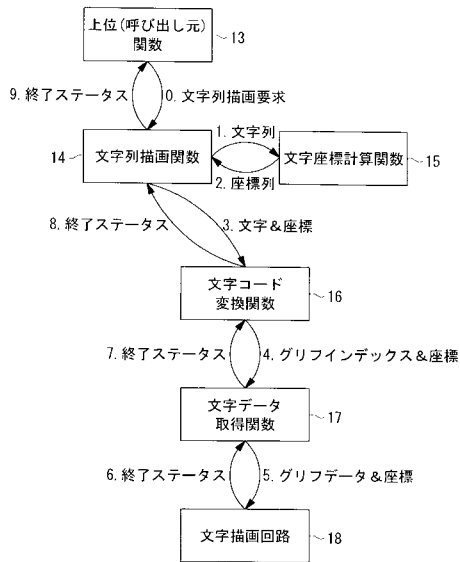 上位(呼び出し元)
関数
13
9. 終了ステータス
0. 文字列描画要求
14
文字列描画関数
1. 文字列
2. 座標列
文字座標計算関数
15
8. 終了ステータス
3. 文字&座標
文字コード
変換関数
16
7. 終了ステータス
4. グリフインデックス&座標
文字データ
取得関数
17
6. 終了ステータス
5. グリフデータ&座標
文字描画回路
18